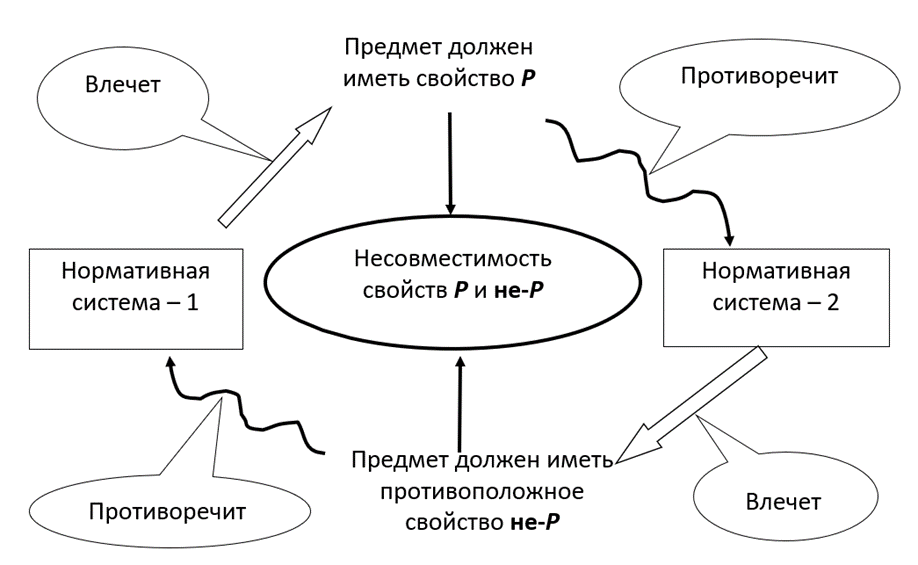 Предмет должен
иметь свойство P
Влечет
Противоречит
Нормативная
система – 1
Несовместимость
свойств P и не-P
Нормативная
система – 2
Предмет должен иметь
противоположное
свойство не-P
Противоречит
Влечет